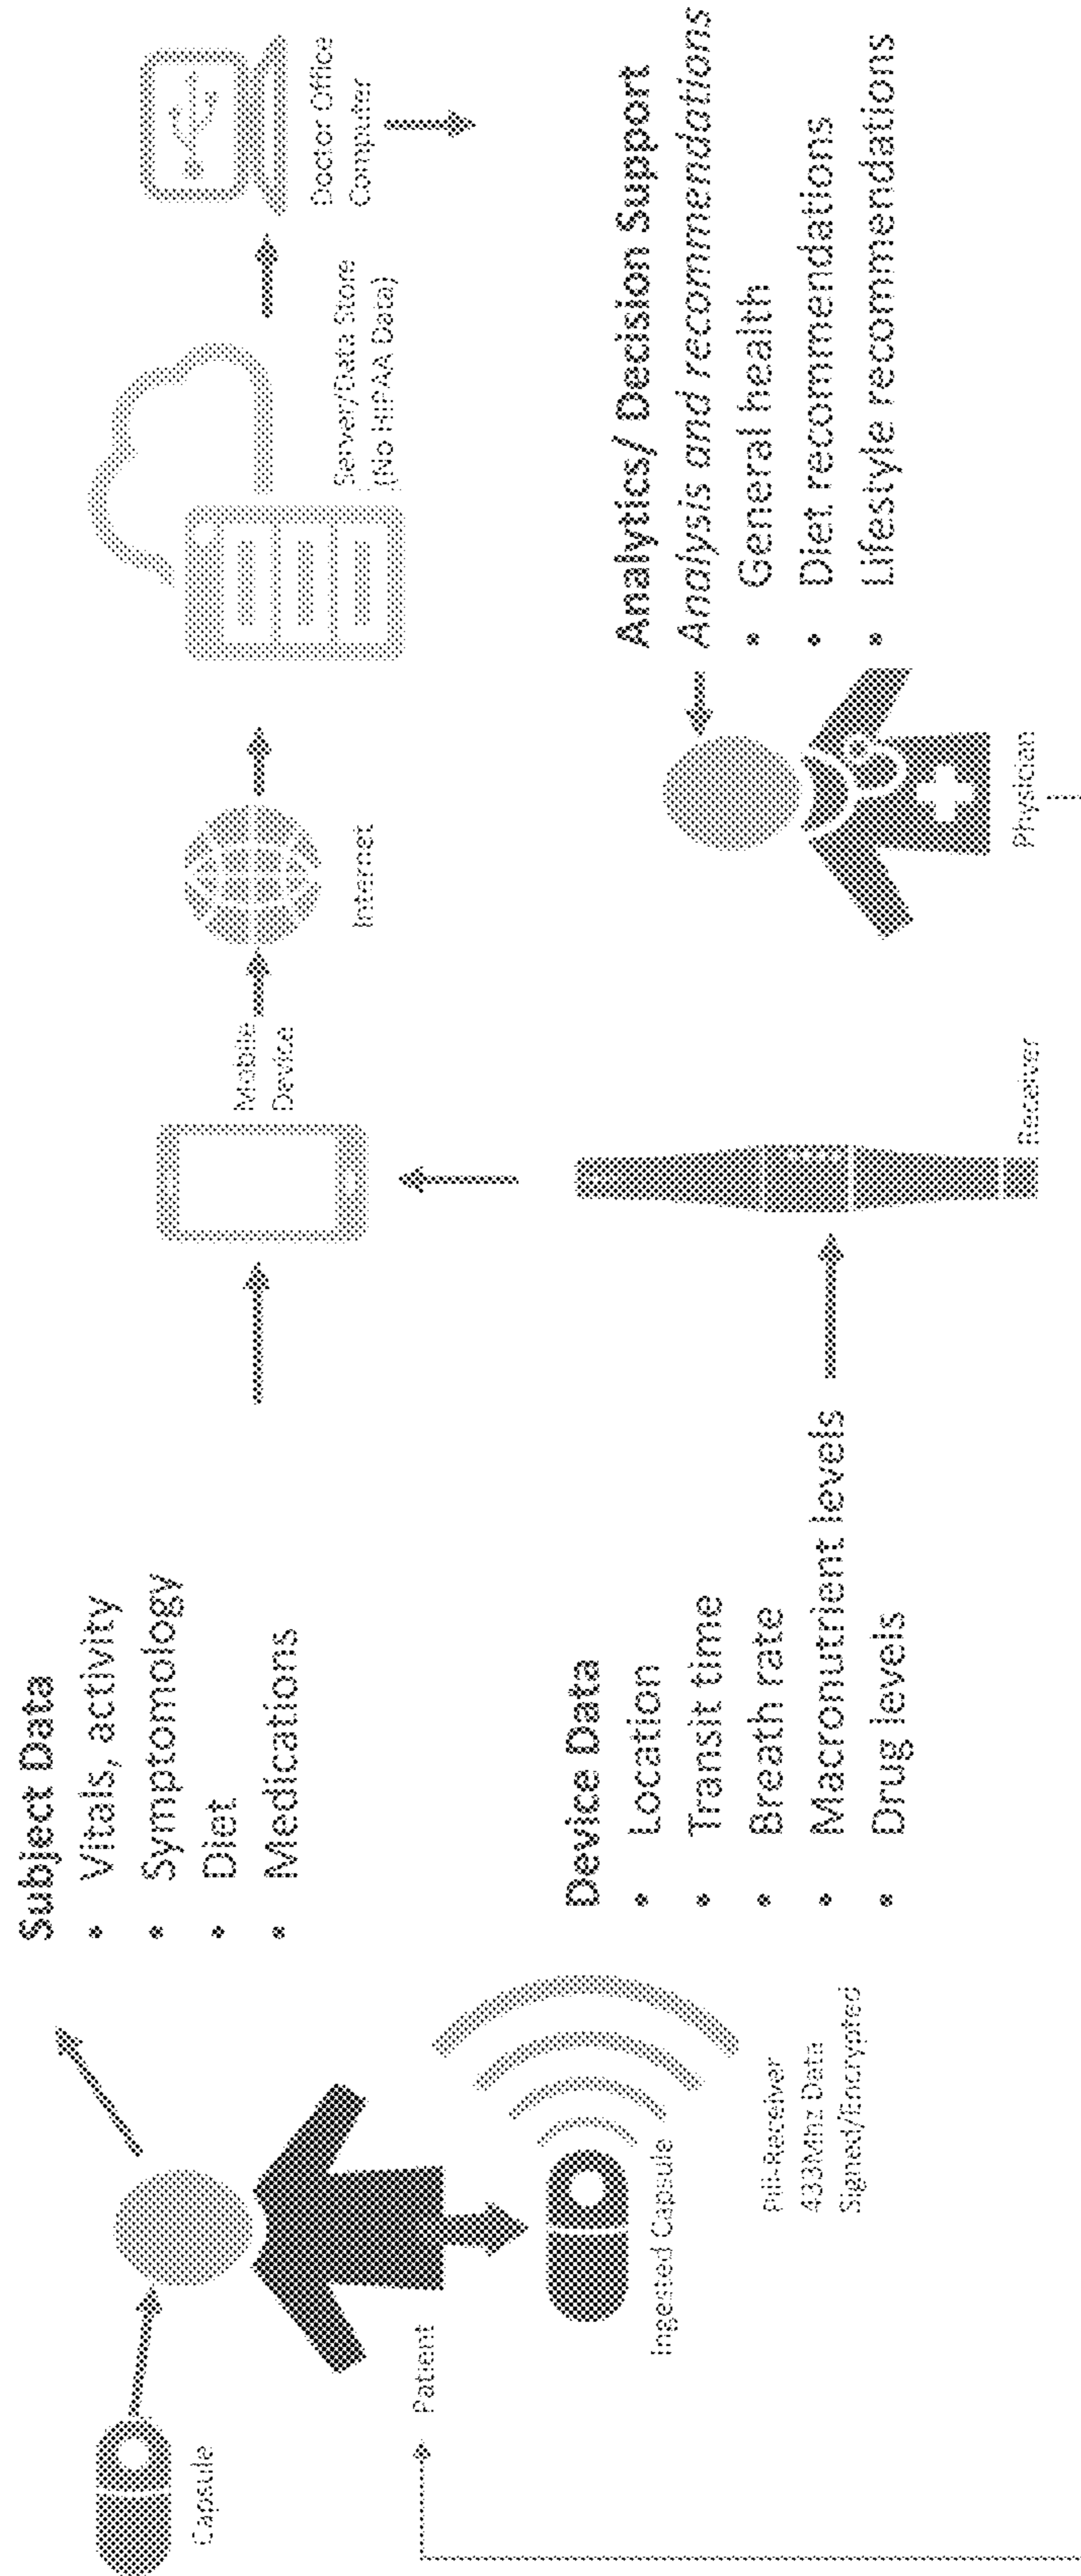 Capsule
Patient
Ingested Capsule
Pill-Receiver
433Mhz Data
Signed/Encrypted
Subject Data
• Vitals, activity
• Symptomology
• Diet
• Medications
Device Data
• Location
• Transit time
• Breath rate
• Macronutrient levels
• Drug levels
Mobile
Device
Receiver
Internet
Server/Data Store
(No HIPAA Data)
Doctor Office
Computer
Analytics/ Decision Support
Analysis and recommendations
• General health
• Diet recommendations
• Lifestyle recommendations
Physician